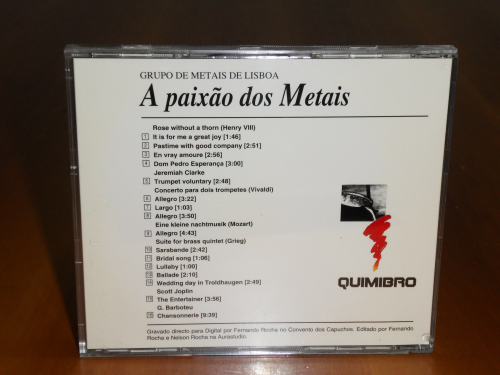 GRUPO DE METAIS DE LISBOA
A paixão dos Metais
Rose without a thorn (Henry VIII)
1 It is for me a great joy [1:46]
2 Pastime with good company [2:51]
3 En vray amoure [2:56]
4 Dom Pedro Esperança [3:00]
Jeremiah Clarke
5 Trumpet voluntary [2:48]
Concerto para dois trompetes (Vivaldi)
6 Allegro [3:22]
7 Largo [1:03]
8 Allegro [3:50]
Eine kleine nachtmusik (Mozart)
9 Allegro [4:43]
Suite for brass quintet (Grieg)
10 Sarabande [2:42]
11 Bridal song [1:06]
12 Lullaby [1:00]
13 Ballade [2:10]
14 Wedding day in Troldhaugen [2:49]
Scott Joplin
15 The Entertainer [3:56]
G. Barboteu
16 Chansonnerie [9:39]
QUIMIBRO
Gravado directo para Digital por Fernando Rocha no Convento dos Capuchos. Editado por Fernando
Rocha e Nelson Rocha na Aurastudio.